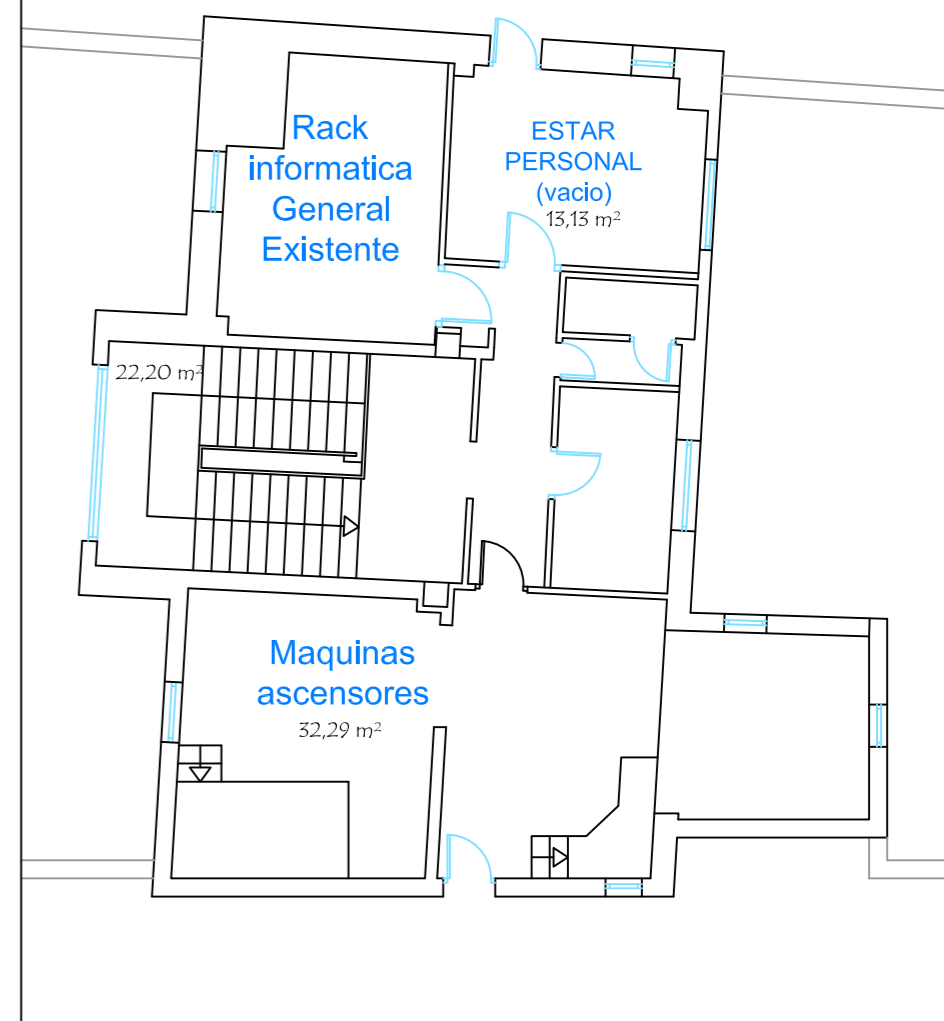 Rack
informatica
General
Existente
ESTAR
PERSONAL
(vacio)
13,13 m²
22,20 m²
Maquinas
ascensores
32,29 m²